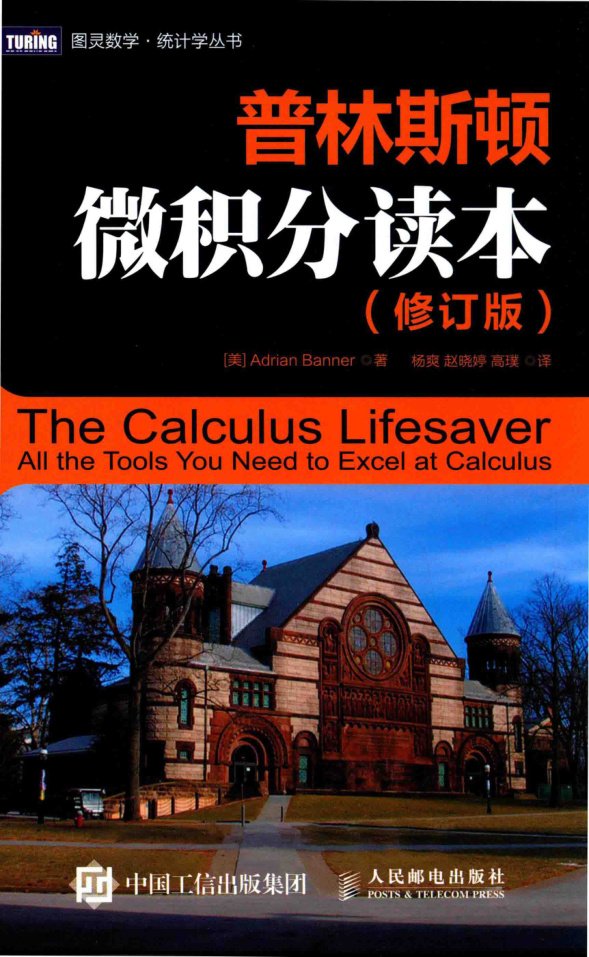 TURING 图灵数学·统计学丛书
普林斯顿
微积分读本
(修订版)
[美] Adrian Banner ◎著 杨爽 赵晓婷 高璞 ◎译
The Calculus Lifesaver
All the Tools You Need to Excel at Calculus
中国工信出版集团
人民邮电出版社
POSTS & TELECOM PRESS